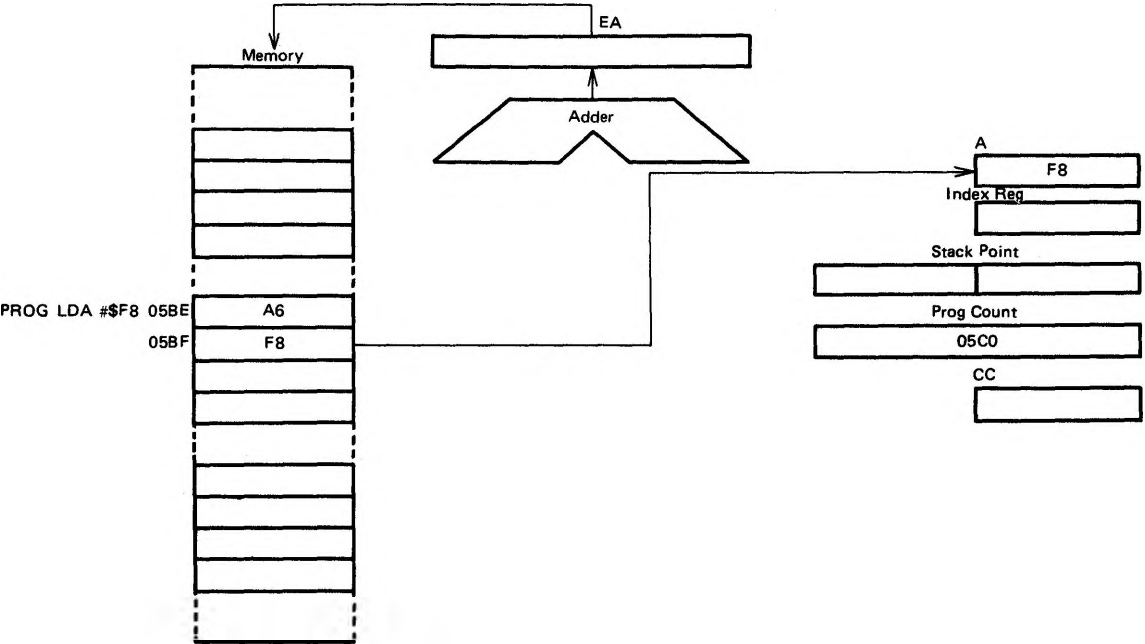 EA
Memory
Adder
A
F8
Index Reg
Stack Point
PROG LDA #$F8 05BE
A6
Prog Count
05BF
F8
05C0
CC